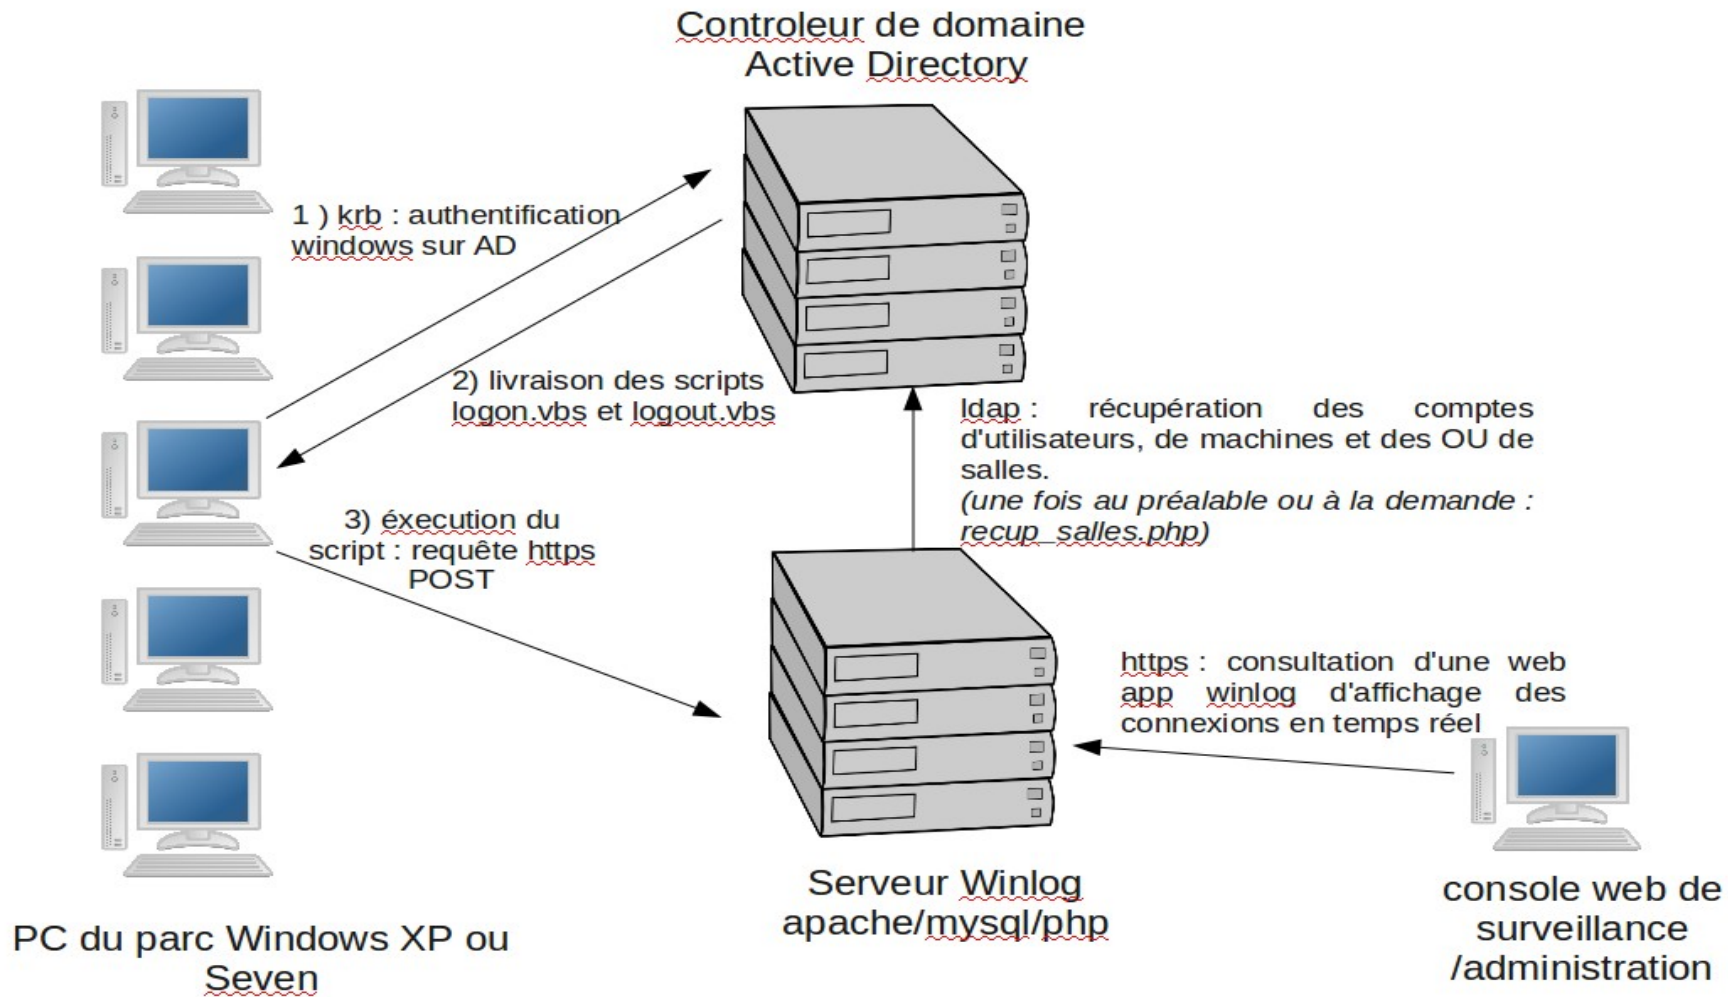 Controleur de domaine
Active Directory
1 ) krb : authentification
windows sur AD
2) livraison des scripts
logon.vbs et logout.vbs
ldap : récupération des comptes
d'utilisateurs, de machines et des OU de
salles.
(une fois au préalable ou à la demande :
recup_salles.php)
3) éxecution du
script : requête https
POST
https : consultation d'une web
app winlog d'affichage des
connexions en temps réel
Serveur Winlog
apache/mysql/php
console web de
surveillance
/administration
PC du parc Windows XP ou
Seven